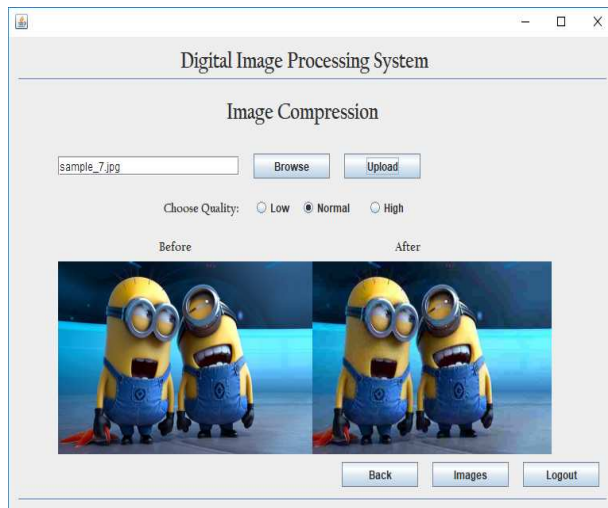 Digital Image Processing System
Image Compression
sample_7.jpg Browse Upload
Choose Quality: Low Normal High
Before After
Back Images Logout